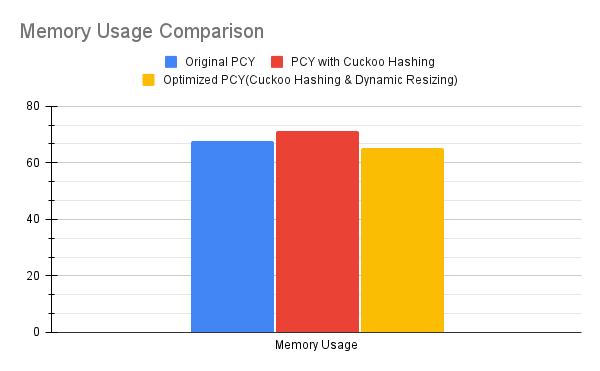 Memory Usage Comparison
Original PCY
PCY with Cuckoo Hashing
Optimized PCY(Cuckoo Hashing & Dynamic Resizing)
80
60
40
20
0
Memory Usage